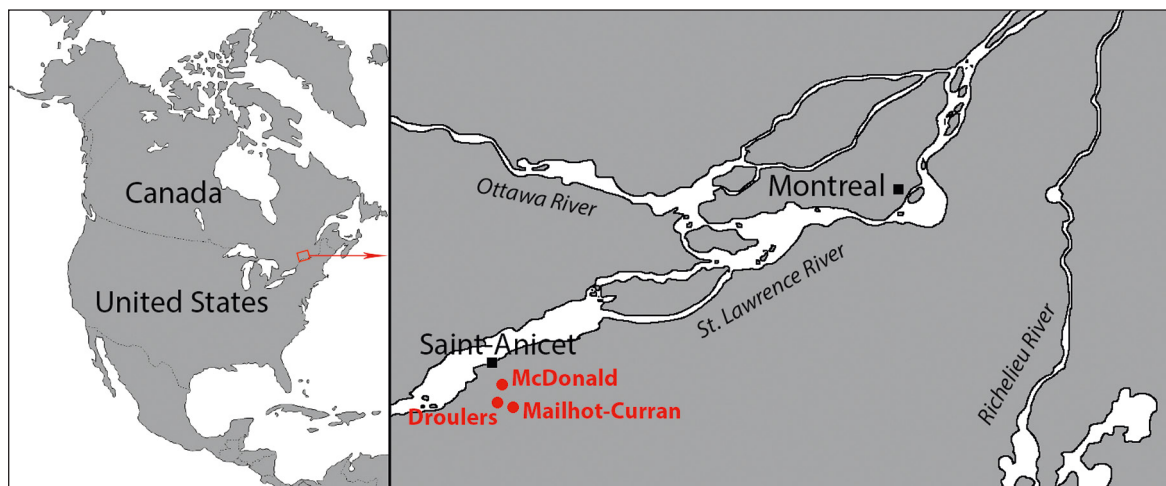 Canada
United States
Ottawa River
Montreal
St. Lawrence River
Saint-Anicet
McDonald
Droulers
Mailhot-Curran
Richelieu River